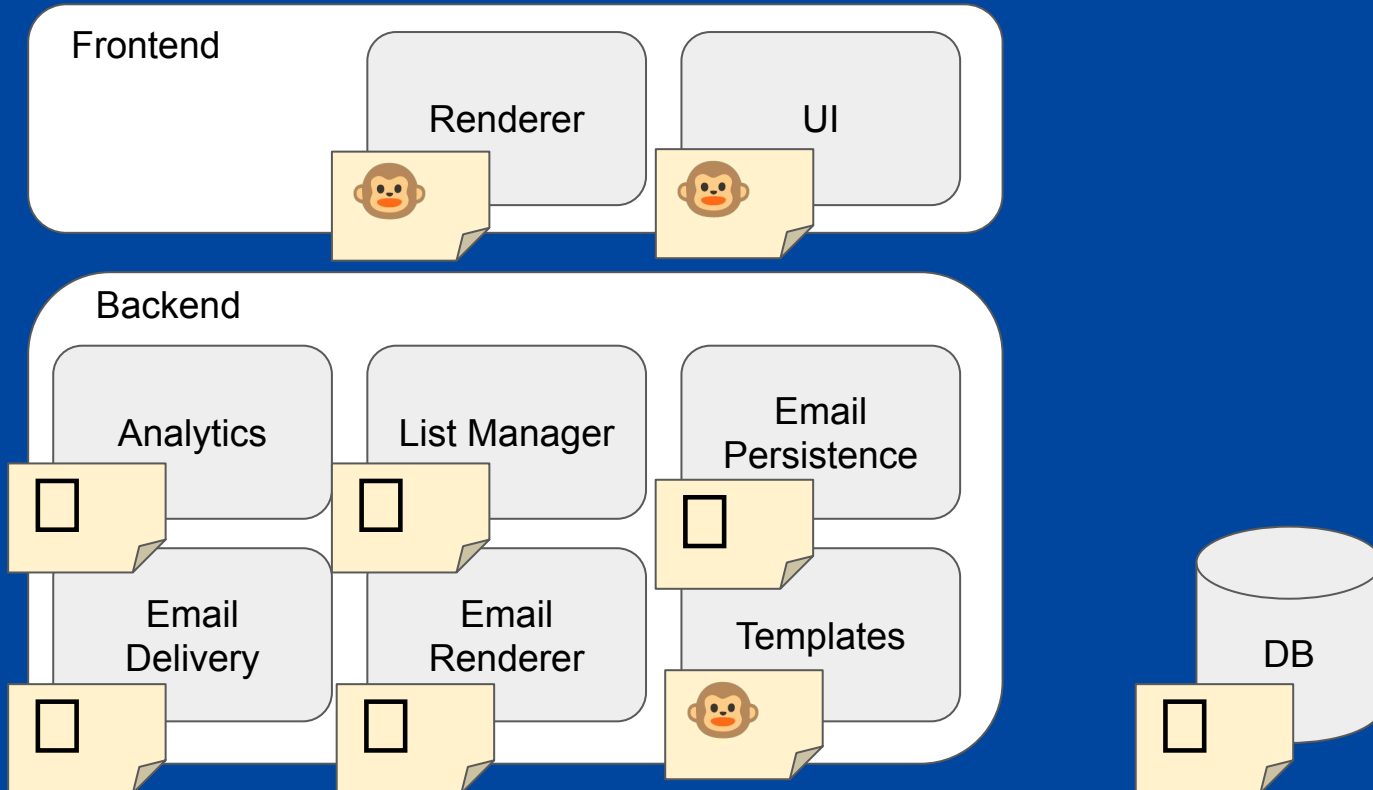 Frontend
Renderer
UI
Backend
Analytics
List Manager
Email
Persistence
Email
Delivery
Email
Renderer
Templates
DB